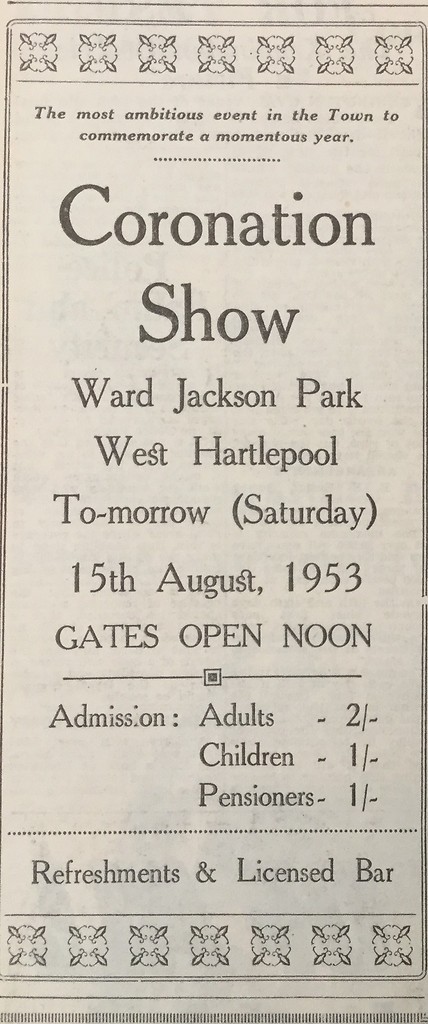 The most ambitious event in the Town to
commemorate a momentous year.
Coronation
Show
Ward Jackson Park
West Hartlepool
To-morrow (Saturday)
15th August, 1953
GATES OPEN NOON
Admission : Adults - 2/-
Children - 1/-
Pensioners - 1/-
Refreshments & Licensed Bar